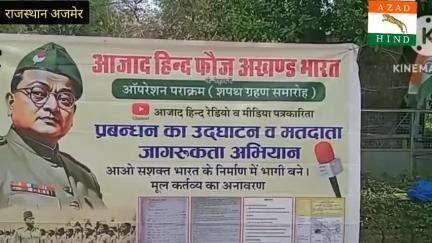 राजस्थान अजमेर
AZAD
HIND
KINEM
आजाद हिन्द फौज अखण्ड भारत
ऑपरेशन पराक्रम ( शपथ ग्रहण समारोह )
आजाद हिन्द रेडियो व मीडिया पत्रकारिता
प्रबन्धन का उद्घाटन व मतदाता
जागरूकता अभियान
आओ सशक्त भारत के निर्माण में भागी बने।
मूल कर्तव्य का अनावरण